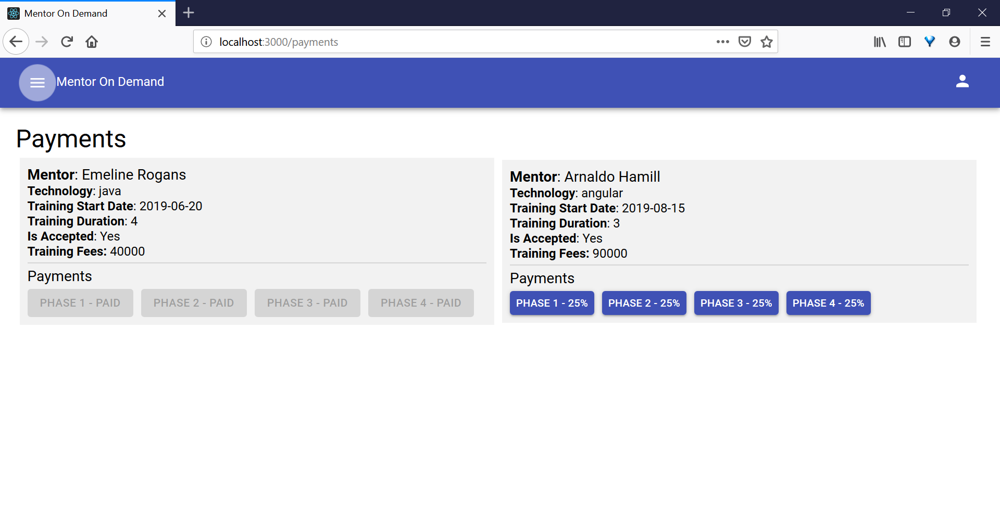 Mentor On Demand
localhost:3000/payments
Mentor On Demand
Payments
Mentor: Emeline Rogans
Technology: java
Training Start Date: 2019-06-20
Training Duration: 4
Is Accepted: Yes
Training Fees: 40000
Payments
PHASE 1 - PAID PHASE 2 - PAID PHASE 3 - PAID PHASE 4 - PAID
Mentor: Arnaldo Hamill
Technology: angular
Training Start Date: 2019-08-15
Training Duration: 3
Is Accepted: Yes
Training Fees: 90000
Payments
PHASE 1 - 25% PHASE 2 - 25% PHASE 3 - 25% PHASE 4 - 25%